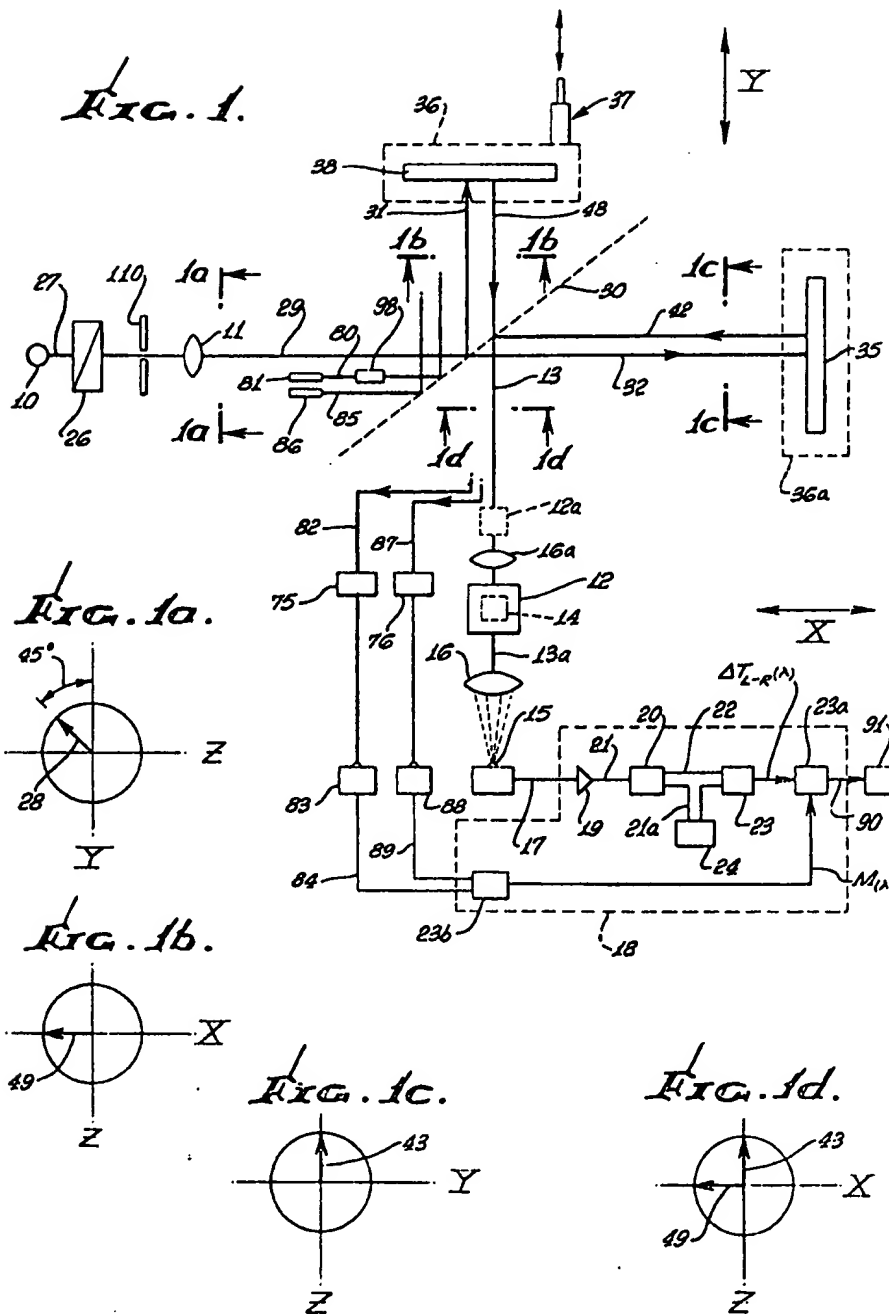 FIG. 1.
Y
36
37
38
31
48
1b
1b
30
1a
1c
27
110
11
29
80
98
42
35
10
81
13
32
26
85
86
1a
1d
1d
1c
36a
82
12a
87
16a
12
75
76
14
X
FIG. 1a.
13a
45°
16
ΔT_{L-R}(λ)
23a
15
20
22
91
Z
83
88
21
28
17
19
21a
23
90
24
Y
89
84
M(λ
FIG. 1b.
23b
18
X
49
FIG. 1c.
FIG. 1d.
43
43
Z
Y
X
49
Z
Z